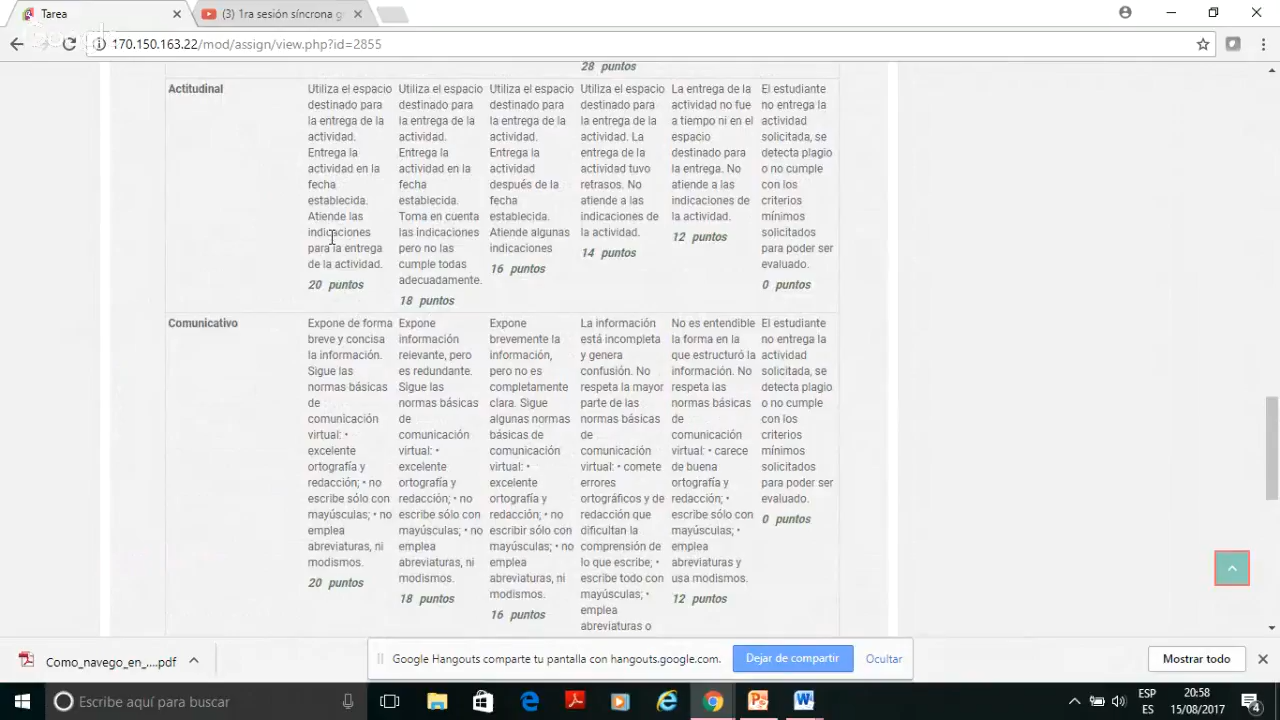 Tarea
(3) 1ra sesión síncrona g
170.150.163.22/mod/assign/view.php?id=2855
28 puntos
Actitudinal
Utiliza el espacio
destinado para
la entrega de la
actividad.
Entrega la
actividad en la
fecha
establecida.
Atiende las
indicaciones
para la entrega
de la actividad.
20 puntos
Utiliza el espacio
destinado para
la entrega de la
actividad.
Entrega la
actividad en la
fecha
establecida.
Toma en cuenta
las indicaciones
pero no las
cumple todas
adecuadamente.
18 puntos
Utiliza el espacio
destinado para
la entrega de la
actividad.
Entrega la
actividad
después de la
fecha
establecida.
Atiende algunas
indicaciones
16 puntos
Utiliza el espacio
destinado para
la entrega de la
actividad. La
entrega de la
actividad tuvo
retrasos. No
atiende a las
indicaciones de
la actividad.
14 puntos
La entrega de la
actividad no fue
a tiempo ni en el
espacio
destinado para
la entrega. No
atiende a las
indicaciones de
la actividad.
12 puntos
El estudiante
no entrega la
actividad
solicitada, se
detecta plagio
o no cumple
con los
criterios
mínimos
solicitados
para poder ser
evaluado.
0 puntos
Comunicativo
Expone de forma
breve y concisa
la información.
Sigue las
normas básicas
de
comunicación
virtual: •
excelente
ortografía y
redacción; • no
escribe sólo con
mayúsculas; • no
emplea
abreviaturas, ni
modismos.
20 puntos
Expone
información
relevante, pero
es redundante.
Sigue las
normas básicas
de
comunicación
virtual: •
excelente
ortografía y
redacción; • no
escribe sólo con
mayúsculas; • no
emplea
abreviaturas, ni
modismos.
18 puntos
Expone
brevemente la
información,
pero no es
completamente
clara. Sigue
algunas normas
básicas de
comunicación
virtual: •
excelente
ortografía y
redacción; • no
escribir sólo con
mayúsculas; • no
emplea
abreviaturas, ni
modismos.
16 puntos
La información
está incompleta
y genera
confusión. No
respeta la mayor
parte de las
normas básicas
de
comunicación
virtual: • comete
errores
ortográficos y de
redacción que
dificultan la
comprensión de
lo que escribe; •
escribe todo con
mayúsculas; •
emplea
abreviaturas o
No es entendible
la forma en la
que estructuró la
información. No
respeta las
normas básicas
de
comunicación
virtual: • carece
de buena
ortografía y
redacción; •
escribe sólo con
mayúsculas; •
emplea
abreviaturas y
usa modismos.
12 puntos
El estudiante
no entrega la
actividad
solicitada, se
detecta plagio
o no cumple
con los
criterios
mínimos
solicitados
para poder ser
evaluado.
0 puntos
Como_navego_en_....pdf
Google Hangouts comparte tu pantalla con hangouts.google.com.
Dejar de compartir
Ocultar
Mostrar todo
Escribe aquí para buscar
ESP
ES
20:58
15/08/2017
4